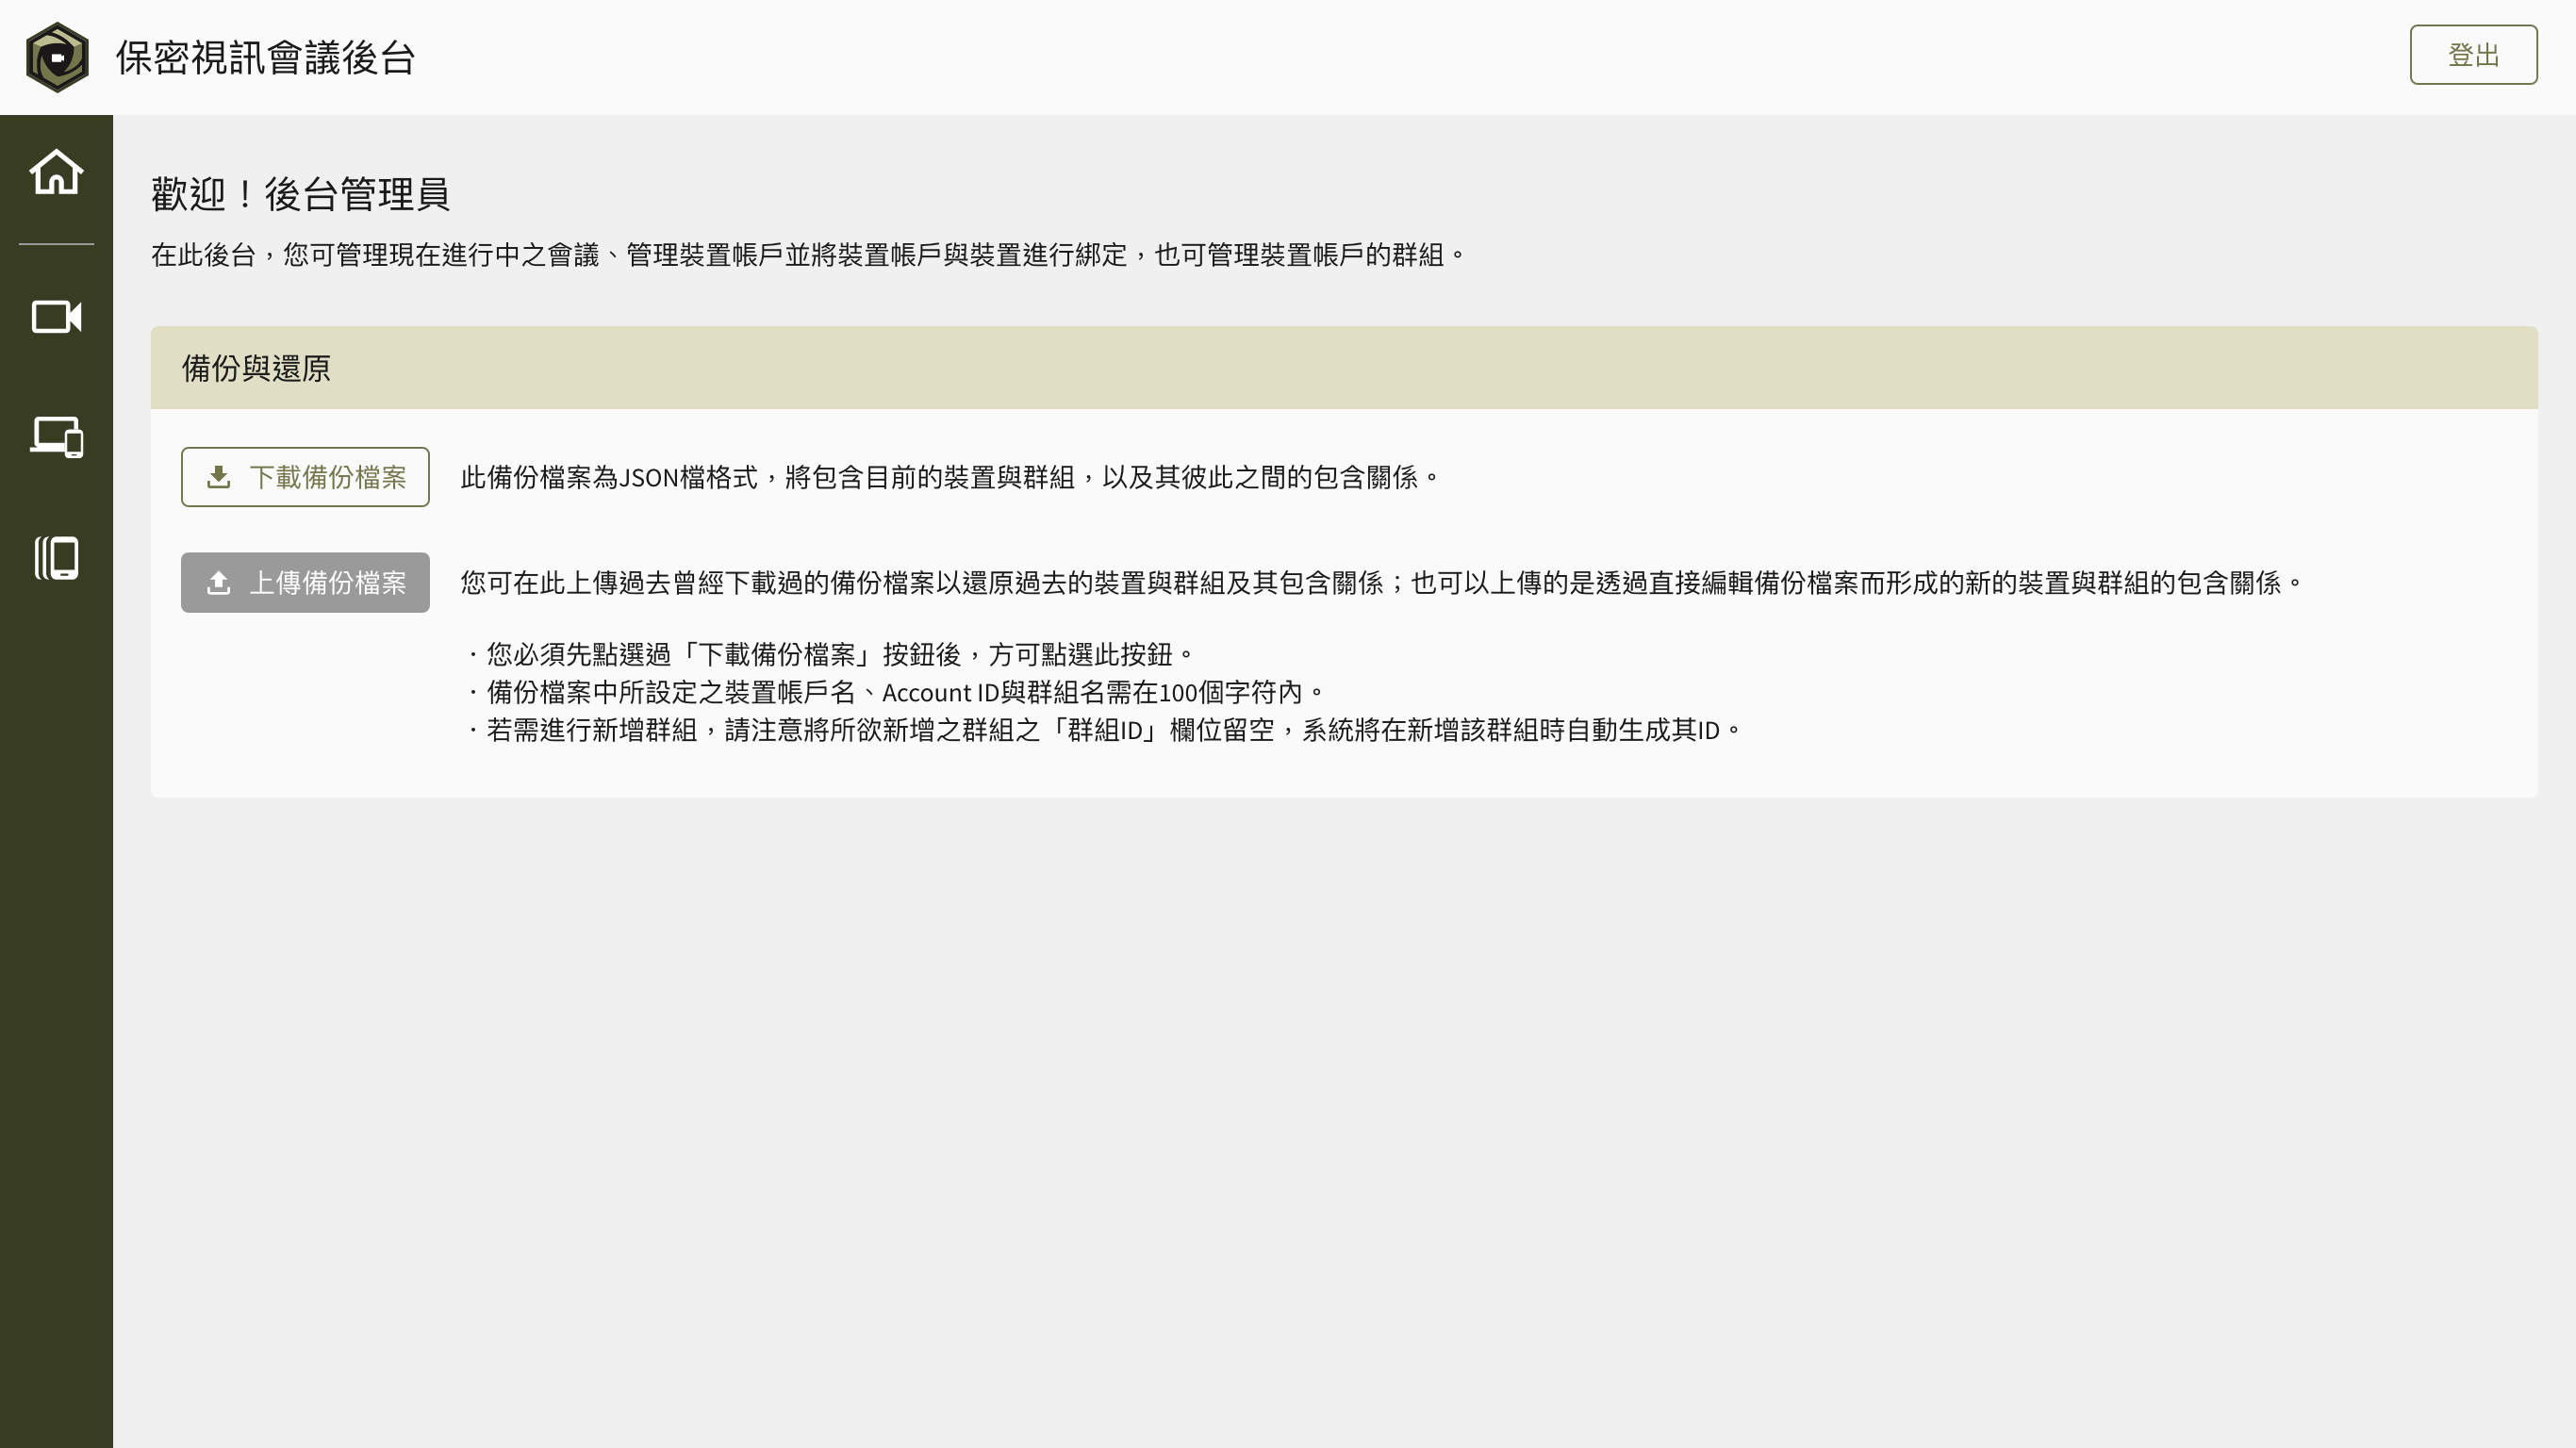 保密視訊會議後台
登出
歡迎！後台管理員
在此後台，您可管理現在進行中之會議、管理裝置帳戶並將裝置帳戶與裝置進行綁定，也可管理裝置帳戶的群組。
備份與還原
下載備份檔案
此備份檔案為JSON檔格式，將包含目前的裝置與群組，以及其彼此之間的包含關係。
上傳備份檔案
您可在此上傳過去曾經下載過的備份檔案以還原過去的裝置與群組及其包含關係；也可以上傳的是透過直接編輯備份檔案而形成的新的裝置與群組的包含關係。
・您必須先點選過「下載備份檔案」按鈕後，方可點選此按鈕。
・備份檔案中所設定之裝置帳戶名、Account ID與群組名需在100個字符內。
・若需進行新增群組，請注意將所欲新增之群組之「群組ID」欄位留空，系統將在新增該群組時自動生成其ID。